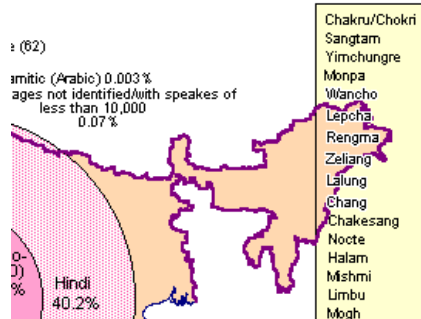 e (62)
amitic (Arabic) 0.003%
ages not identified/with speakes of
less than 10,000
0.07%
o-
0)
%
Hindi
40.2%
Chakru/Chokri
Sangtam
Yimchungre
Monpa
Wancho
Lepcha
Rengma
Zeliang
Lalung
Chang
Chakesang
Nocte
Halam
Mishmi
Limbu
Mogh